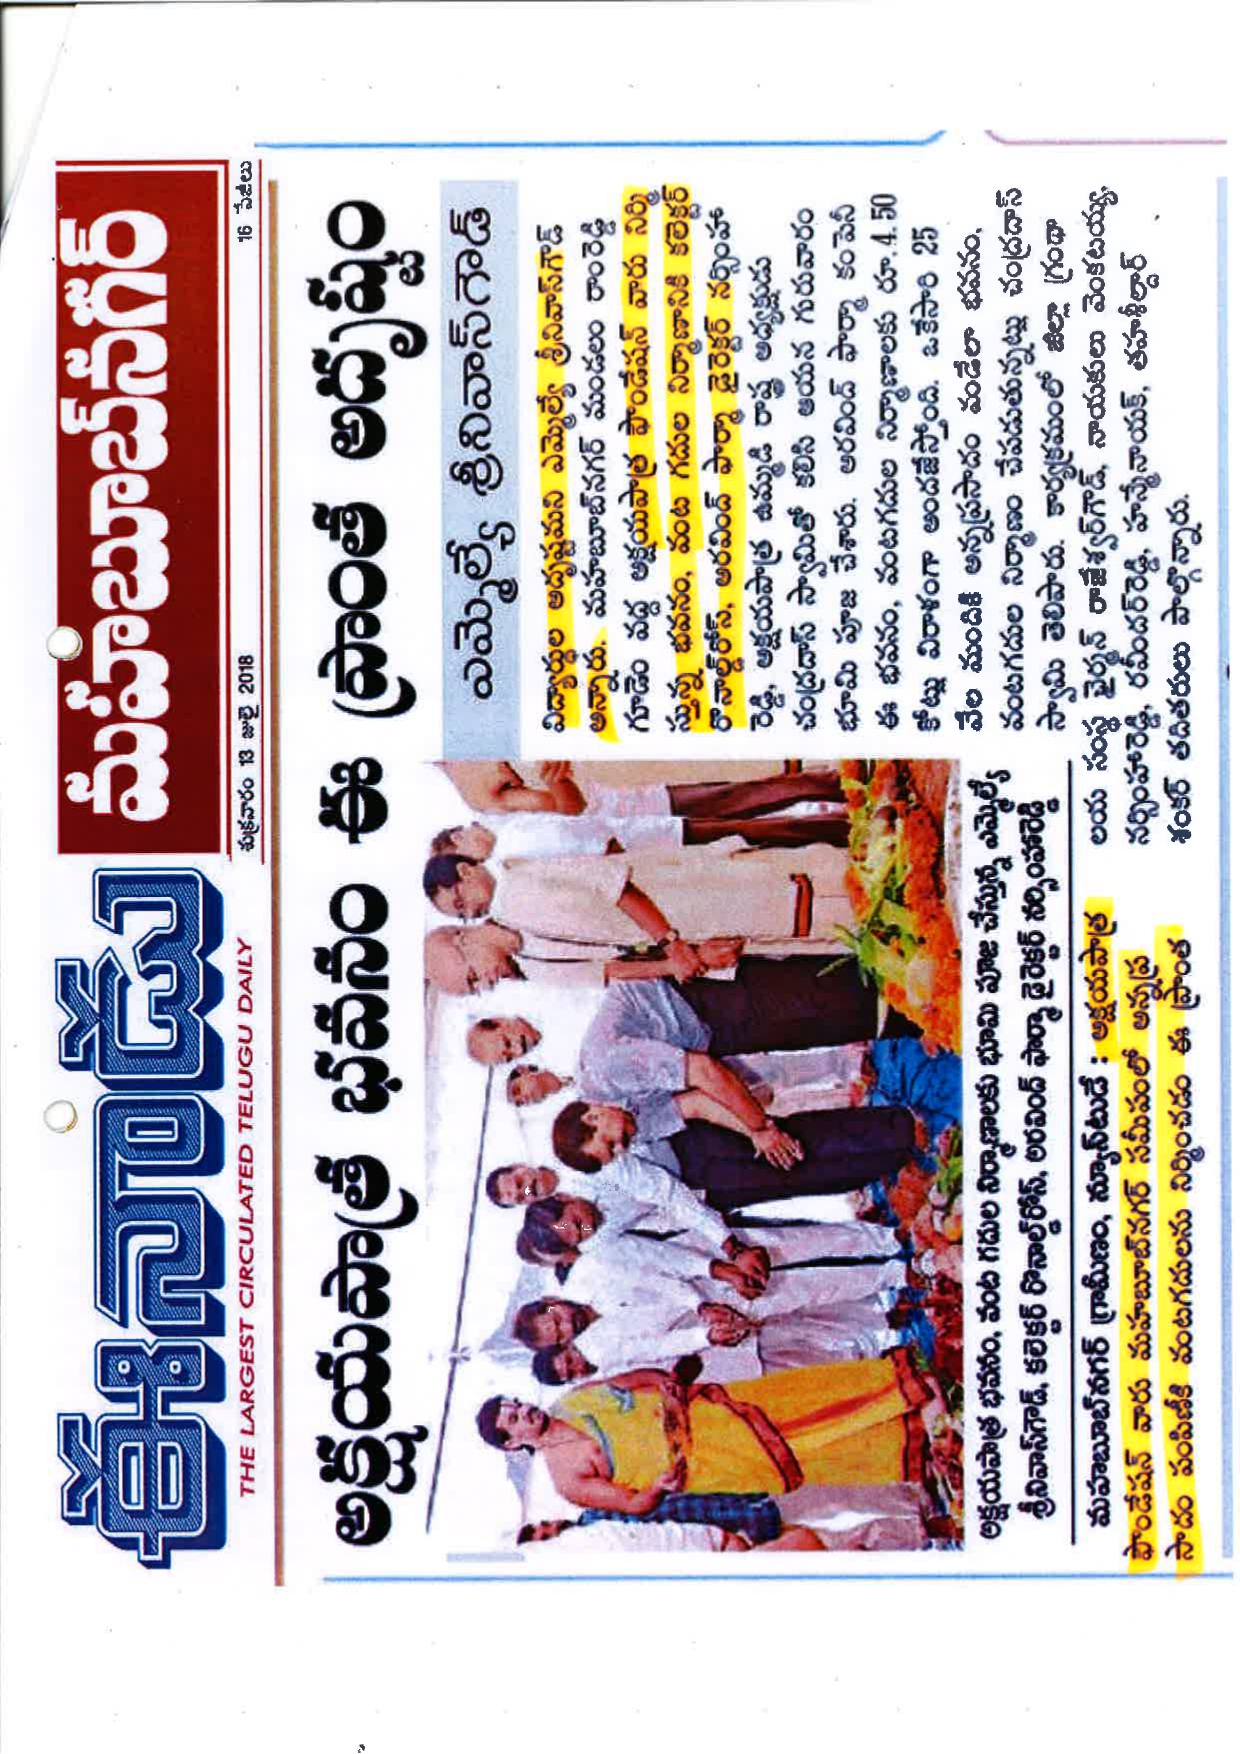 ఈనాడు
మహబూబ్‌నగర్
THE LARGEST CIRCULATED TELUGU DAILY
శుక్రవారం 13 జులై 2018
16 పేజీలు
అక్షయపాత్ర భవనం ఈ ప్రాంత అదృష్టం
ఎమ్మెల్యే శ్రీనివాస్‌గౌడ్
అక్షయపాత్ర భవనం, వంట గదుల నిర్మాణాలకు భూమి పూజ చేస్తున్న ఎమ్మెల్యే
శ్రీనివాస్‌గౌడ్, కలెక్టర్ రొనాల్డ్‌రోస్, అరవింద్ ఫార్మా డైరెక్టర్ నర్సింహారెడ్డి
మహబూబ్‌నగర్ గ్రామీణం, న్యూస్‌టుడే : అక్షయపాత్ర
ఫౌండేషన్ వారు మహబూబ్‌నగర్ సమీపంలో అన్నప్ర
సాదం పంపిణీకి వంటగదులను నిర్మించడం ఈ ప్రాంత
విద్యార్థుల అదృష్టమని ఎమ్మెల్యే శ్రీనివాస్‌గౌడ్
అన్నారు. మహబూబ్‌నగర్ మండలం రాంరెడ్డి
గూడెం వద్ద అక్షయపాత్ర ఫౌండేషన్ వారు నిర్మి
స్తున్న భవనం, వంట గదుల నిర్మాణానికి కలెక్టర్
రొనాల్డ్‌రోస్, అరవింద్ ఫార్మా డైరెక్టర్ నర్సింహా
రెడ్డి, అక్షయపాత్ర ఉమ్మడి రాష్ట్ర అధ్యక్షుడు
చంద్రదాస్ స్వామితో కలిసి ఆయన గురువారం
భూమి పూజ చేశారు. అరవింద్ ఫార్మా కంపెనీ
ఈ భవనం, వంటగదుల నిర్మాణాలకు రూ.4.50
కోట్లు విరాళంగా అందజేస్తోంది. ఒకేసారి 25
వేల మందికి అన్నప్రసాదం వండేలా భవనం,
వంటగదుల నిర్మాణం చేపడుతున్నట్లు చంద్రదాస్
స్వామి తెలిపారు. కార్యక్రమంలో జిల్లా గ్రంథా
లయ సంస్థ ఛైర్మన్ రాజేశ్వర్‌గౌడ్, నాయకులు వెంకటయ్య,
నర్సింహారెడ్డి, రవీందర్‌రెడ్డి, హన్మేనాయక్, తహశీల్దార్
శంకర్ తదితరులు పాల్గొన్నారు.